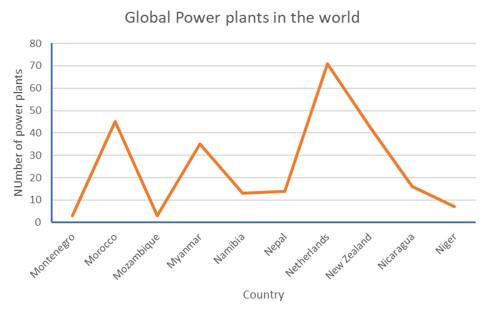 Global Power plants in the world
NUmber of power plants
80
70
60
50
40
30
20
10
0
Montenegro
Morocco
Mozambique
Myanmar
Namibia
Nepal
Netherlands
New Zealand
Nicaragua
Niger
Country